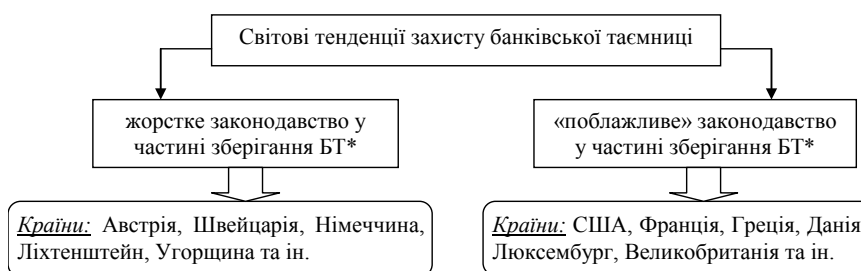 Світові тенденції захисту банківської таємниці
жорстке законодавство у
частині зберігання БТ*
«поблажливе» законодавство
у частині зберігання БТ*
Країни: Австрія, Швейцарія, Німеччина,
Ліхтенштейн, Угорщина та ін.
Країни: США, Франція, Греція, Данія
Люксембург, Великобританія та ін.